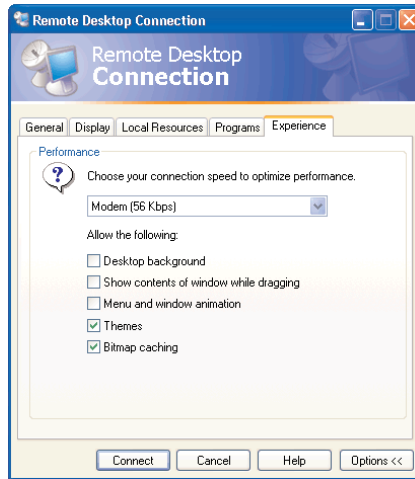 Remote Desktop Connection
Remote Desktop
Connection
General Display Local Resources Programs Experience
Performance
Choose your connection speed to optimize performance.
Modem (56 Kbps)
Allow the following:
Desktop background
Show contents of window while dragging
Menu and window animation
Themes
Bitmap caching
Connect Cancel Help Options <<